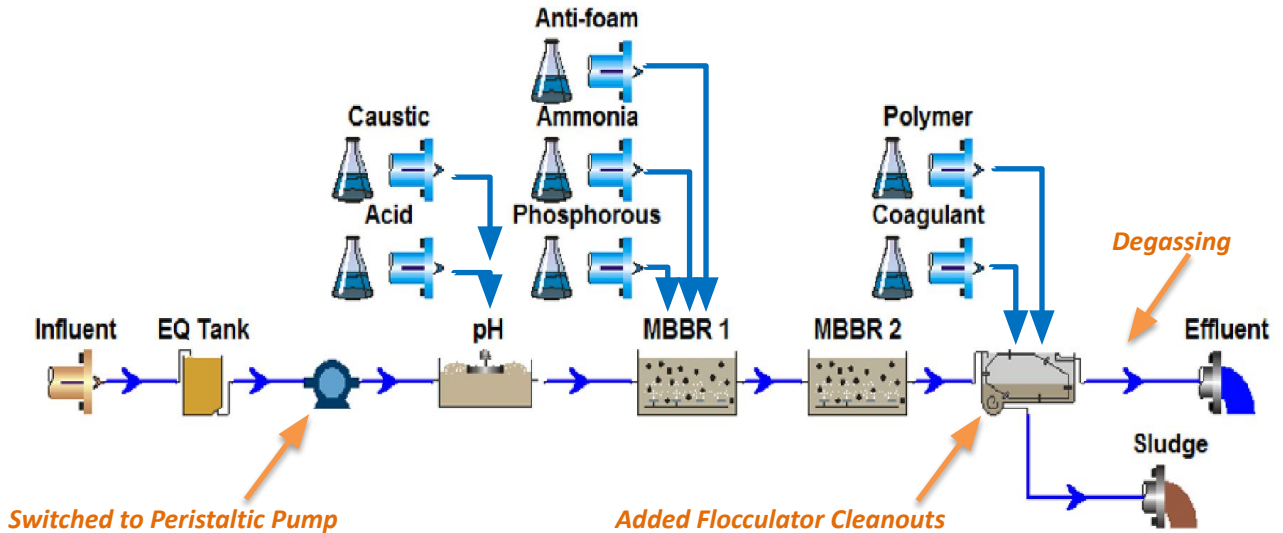 Anti-foam
Caustic
Ammonia
Polymer
Acid
Phosphorous
Coagulant
Degassing
Influent
EQ Tank
pH
MBBR 1
MBBR 2
Effluent
Sludge
Switched to Peristaltic Pump
Added Flocculator Cleanouts